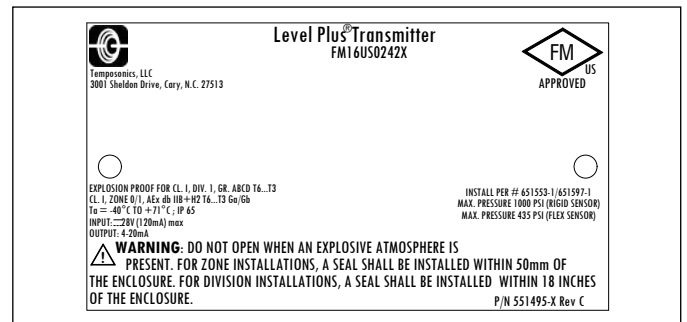 Level Plus® Transmitter
FM16US0242X
FM
US
APPROVED
Temposonics, LLC
3001 Sheldon Drive, Cary, N.C. 27513
EXPLOSION PROOF FOR CL. I, DIV. 1, GR. ABCD T6...T3
CL. I, ZONE 0/1, AEx db IIB+H2 T6...T3 Ga/Gb
Ta = -40°C TO +71°C ; IP 65
INPUT:⎓28V (120mA) max
OUTPUT: 4-20mA
INSTALL PER # 651553-1/651597-1
MAX. PRESSURE 1000 PSI (RIGID SENSOR)
MAX. PRESSURE 435 PSI (FLEX SENSOR)
WARNING: DO NOT OPEN WHEN AN EXPLOSIVE ATMOSPHERE IS
PRESENT. FOR ZONE INSTALLATIONS, A SEAL SHALL BE INSTALLED WITHIN 50mm OF
THE ENCLOSURE. FOR DIVISION INSTALLATIONS, A SEAL SHALL BE INSTALLED WITHIN 18 INCHES
OF THE ENCLOSURE.
P/N 551495-X Rev C